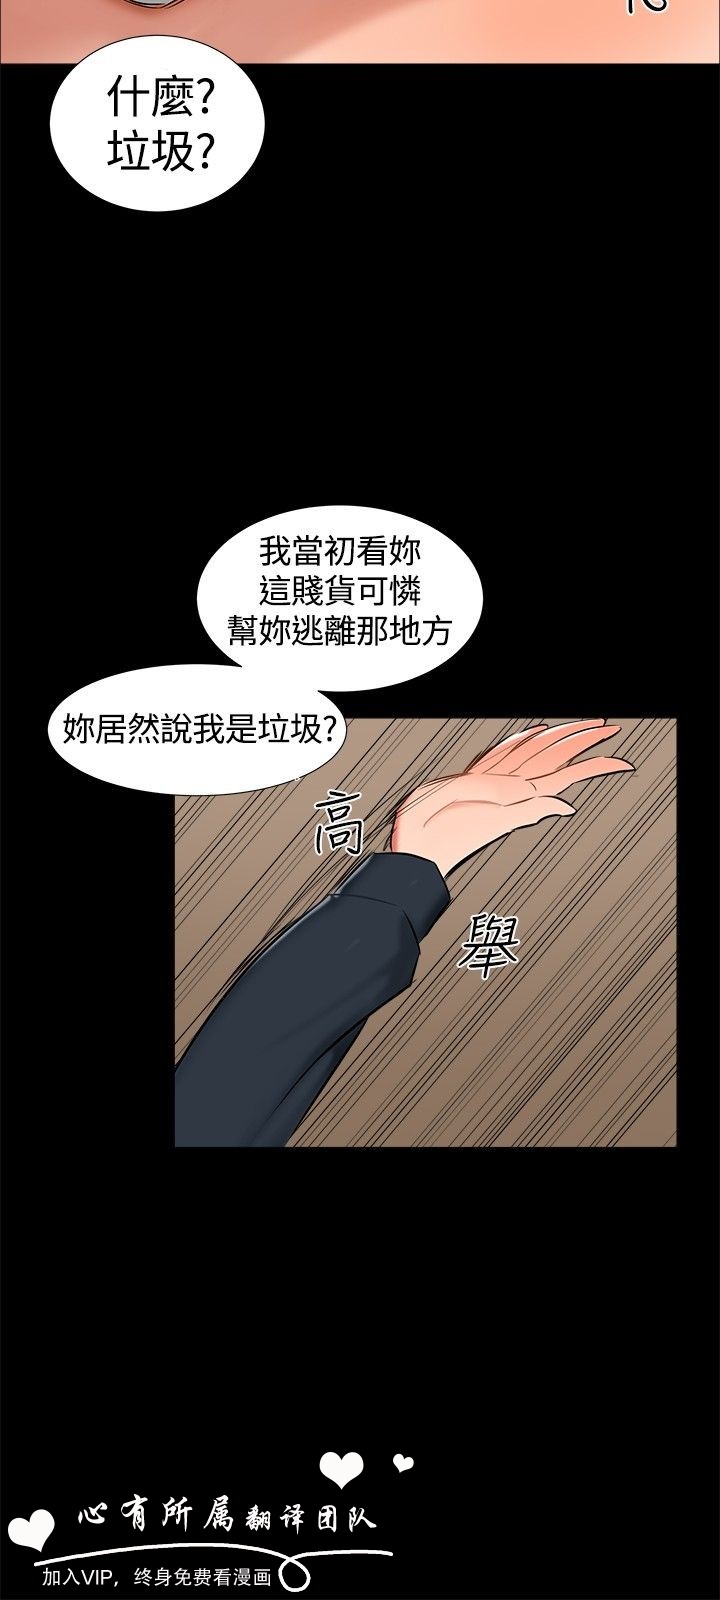 什麼?
垃圾?
我當初看妳
這賤貨可憐
幫妳逃離那地方
妳居然說我是垃圾?
高
舉
心有所属翻译团队
加入VIP，终身免费看漫画